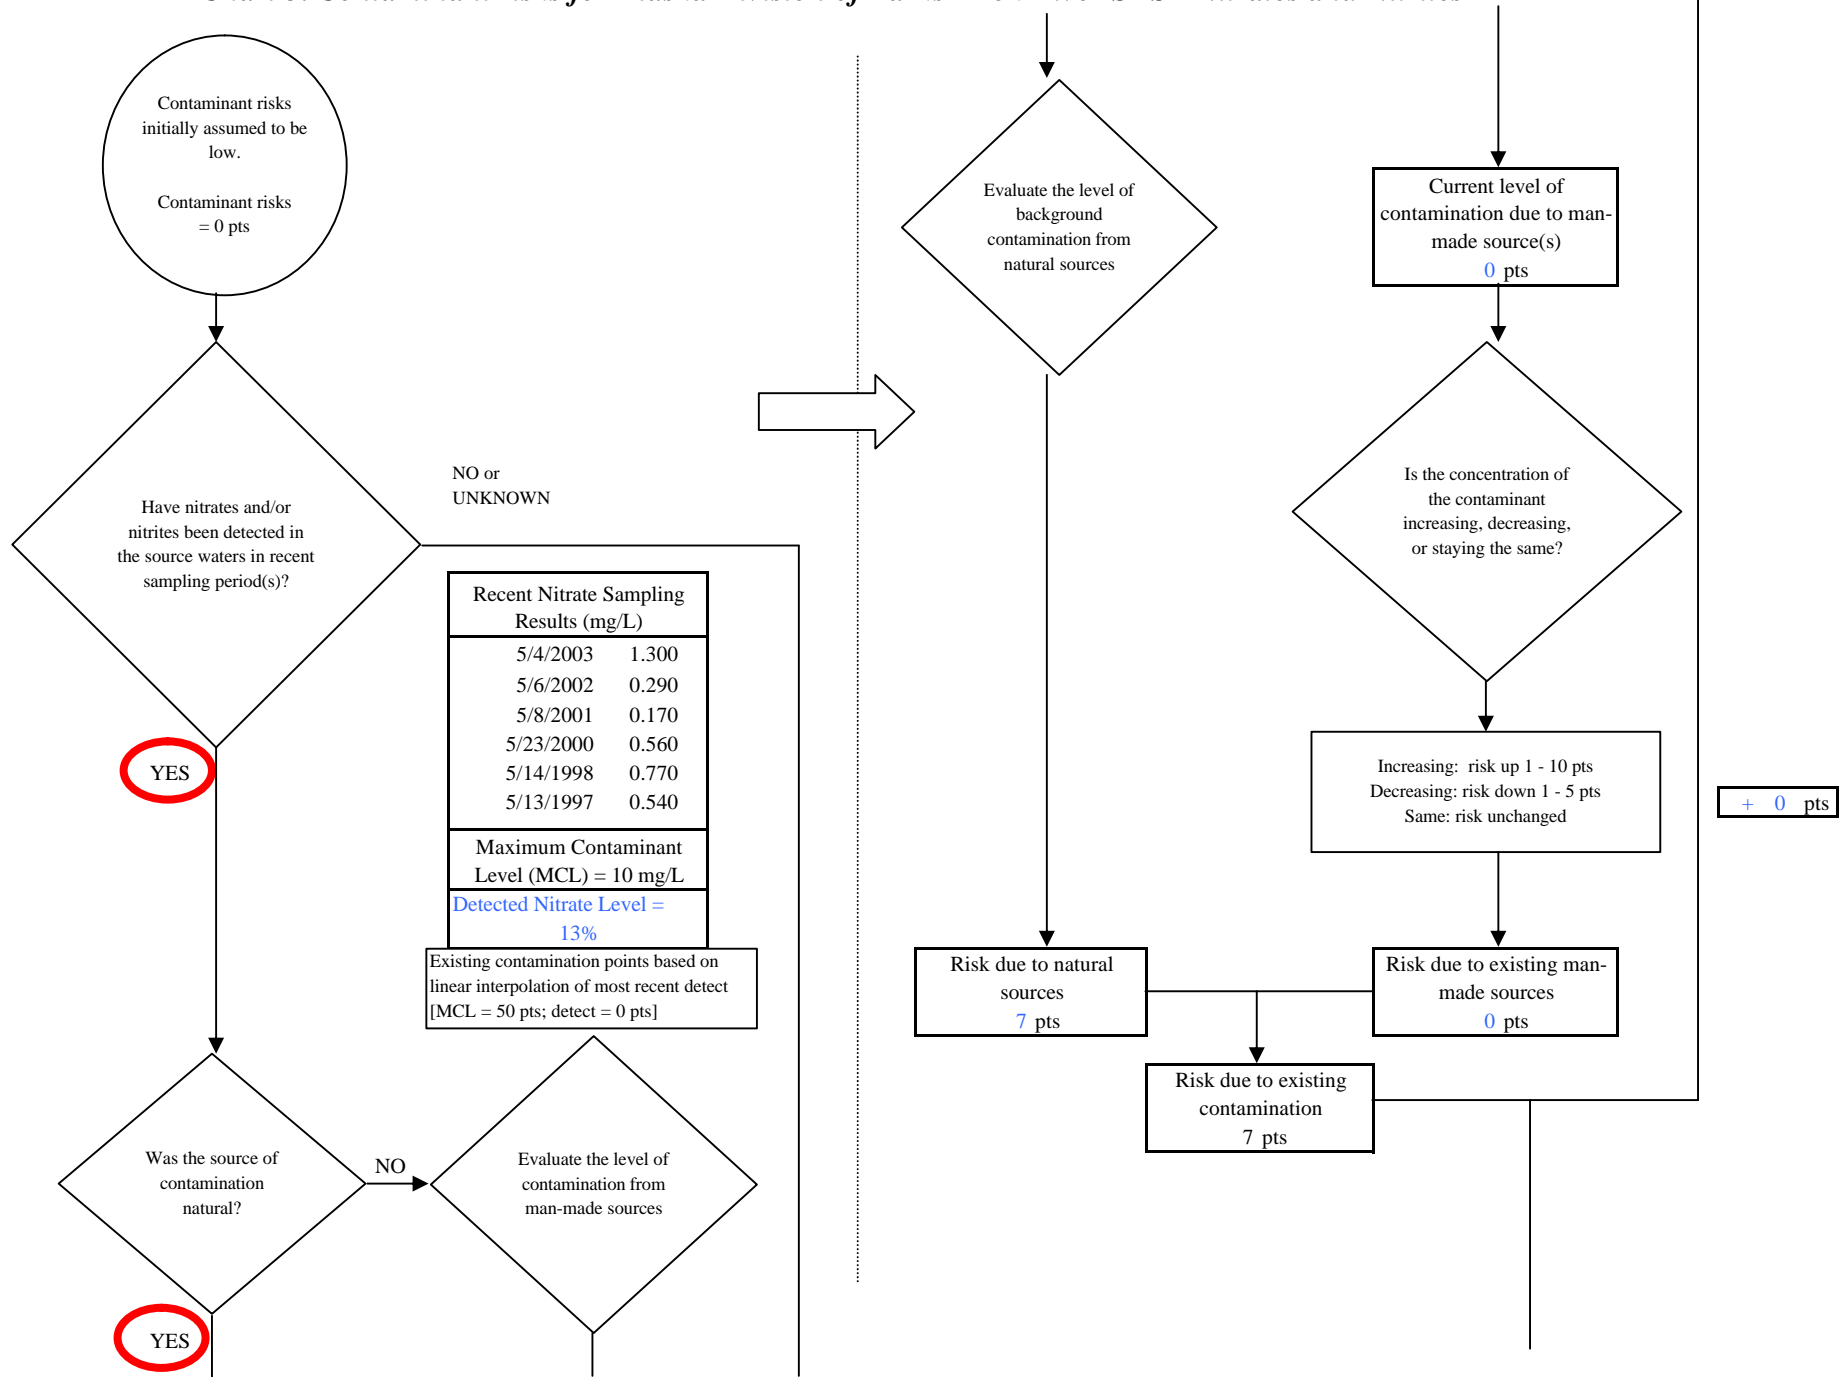 Contaminant risks
initially assumed to be
low.
Contaminant risks
= 0 pts
Have nitrates and/or
nitrites been detected in
the source waters in recent
sampling period(s)?
NO or
UNKNOWN
YES
Recent Nitrate Sampling
Results (mg/L)
5/4/2003 1.300
5/6/2002 0.290
5/8/2001 0.170
5/23/2000 0.560
5/14/1998 0.770
5/13/1997 0.540
Maximum Contaminant
Level (MCL) = 10 mg/L
Detected Nitrate Level =
13%
Existing contamination points based on
linear interpolation of most recent detect
[MCL = 50 pts; detect = 0 pts]
Was the source of
contamination
natural?
NO
Evaluate the level of
contamination from
man-made sources
YES
Evaluate the level of
background
contamination from
natural sources
Current level of
contamination due to man-
made source(s)
0 pts
Is the concentration of
the contaminant
increasing, decreasing,
or staying the same?
Increasing: risk up 1 - 10 pts
Decreasing: risk down 1 - 5 pts
Same: risk unchanged
+ 0 pts
Risk due to natural
sources
7 pts
Risk due to existing man-
made sources
0 pts
Risk due to existing
contamination
7 pts